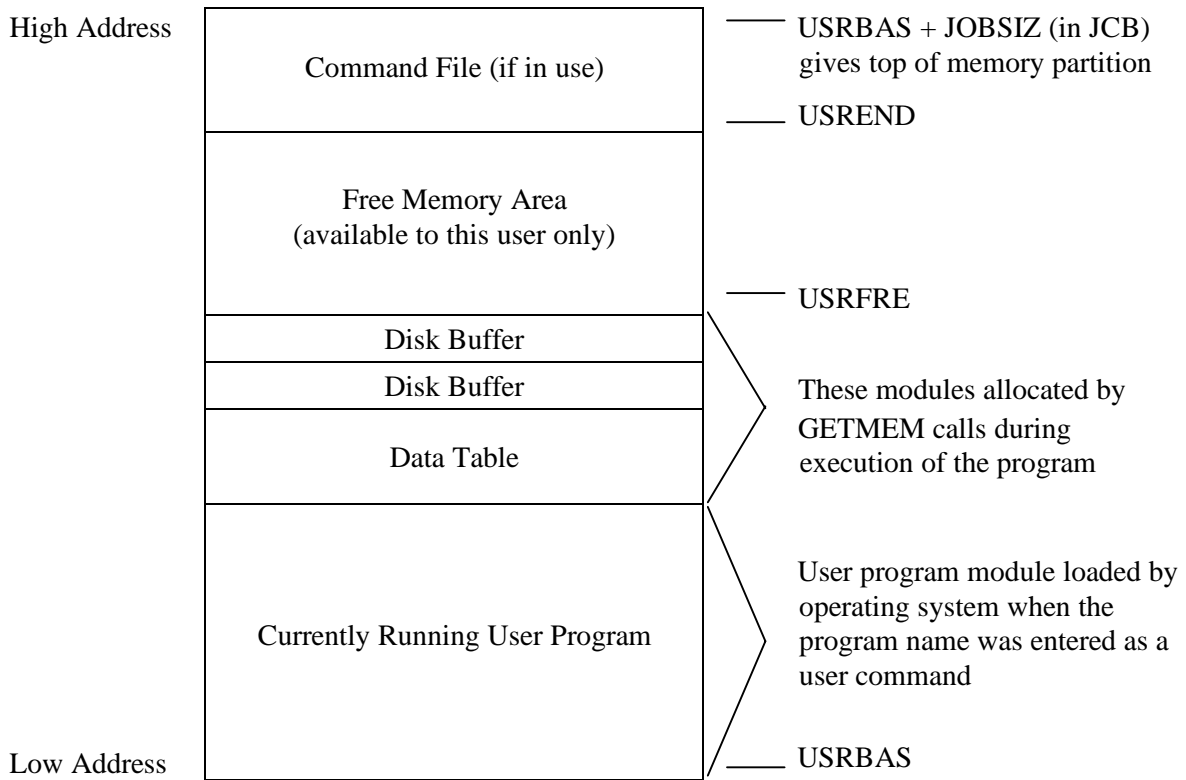 High Address
USRBAS + JOBSIZ (in JCB)
gives top of memory partition
Command File (if in use)
USREND
Free Memory Area
(available to this user only)
USRFRE
Disk Buffer
Disk Buffer
Data Table
These modules allocated by
GETMEM calls during
execution of the program
Currently Running User Program
User program module loaded by
operating system when the
program name was entered as a
user command
Low Address
USRBAS